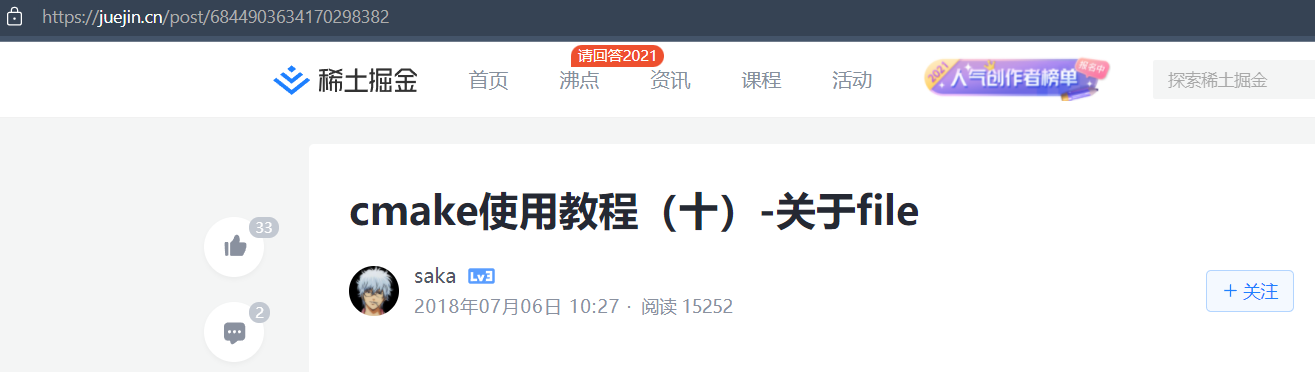 https://juejin.cn/post/6844903634170298382
请回答2021
稀土掘金 首页 沸点 资讯 课程 活动 2021 人气创作者榜单 报名中 探索稀土掘金
cmake使用教程（十）-关于file
33
saka Lv3
2018年07月06日 10:27 · 阅读 15252
+ 关注
2